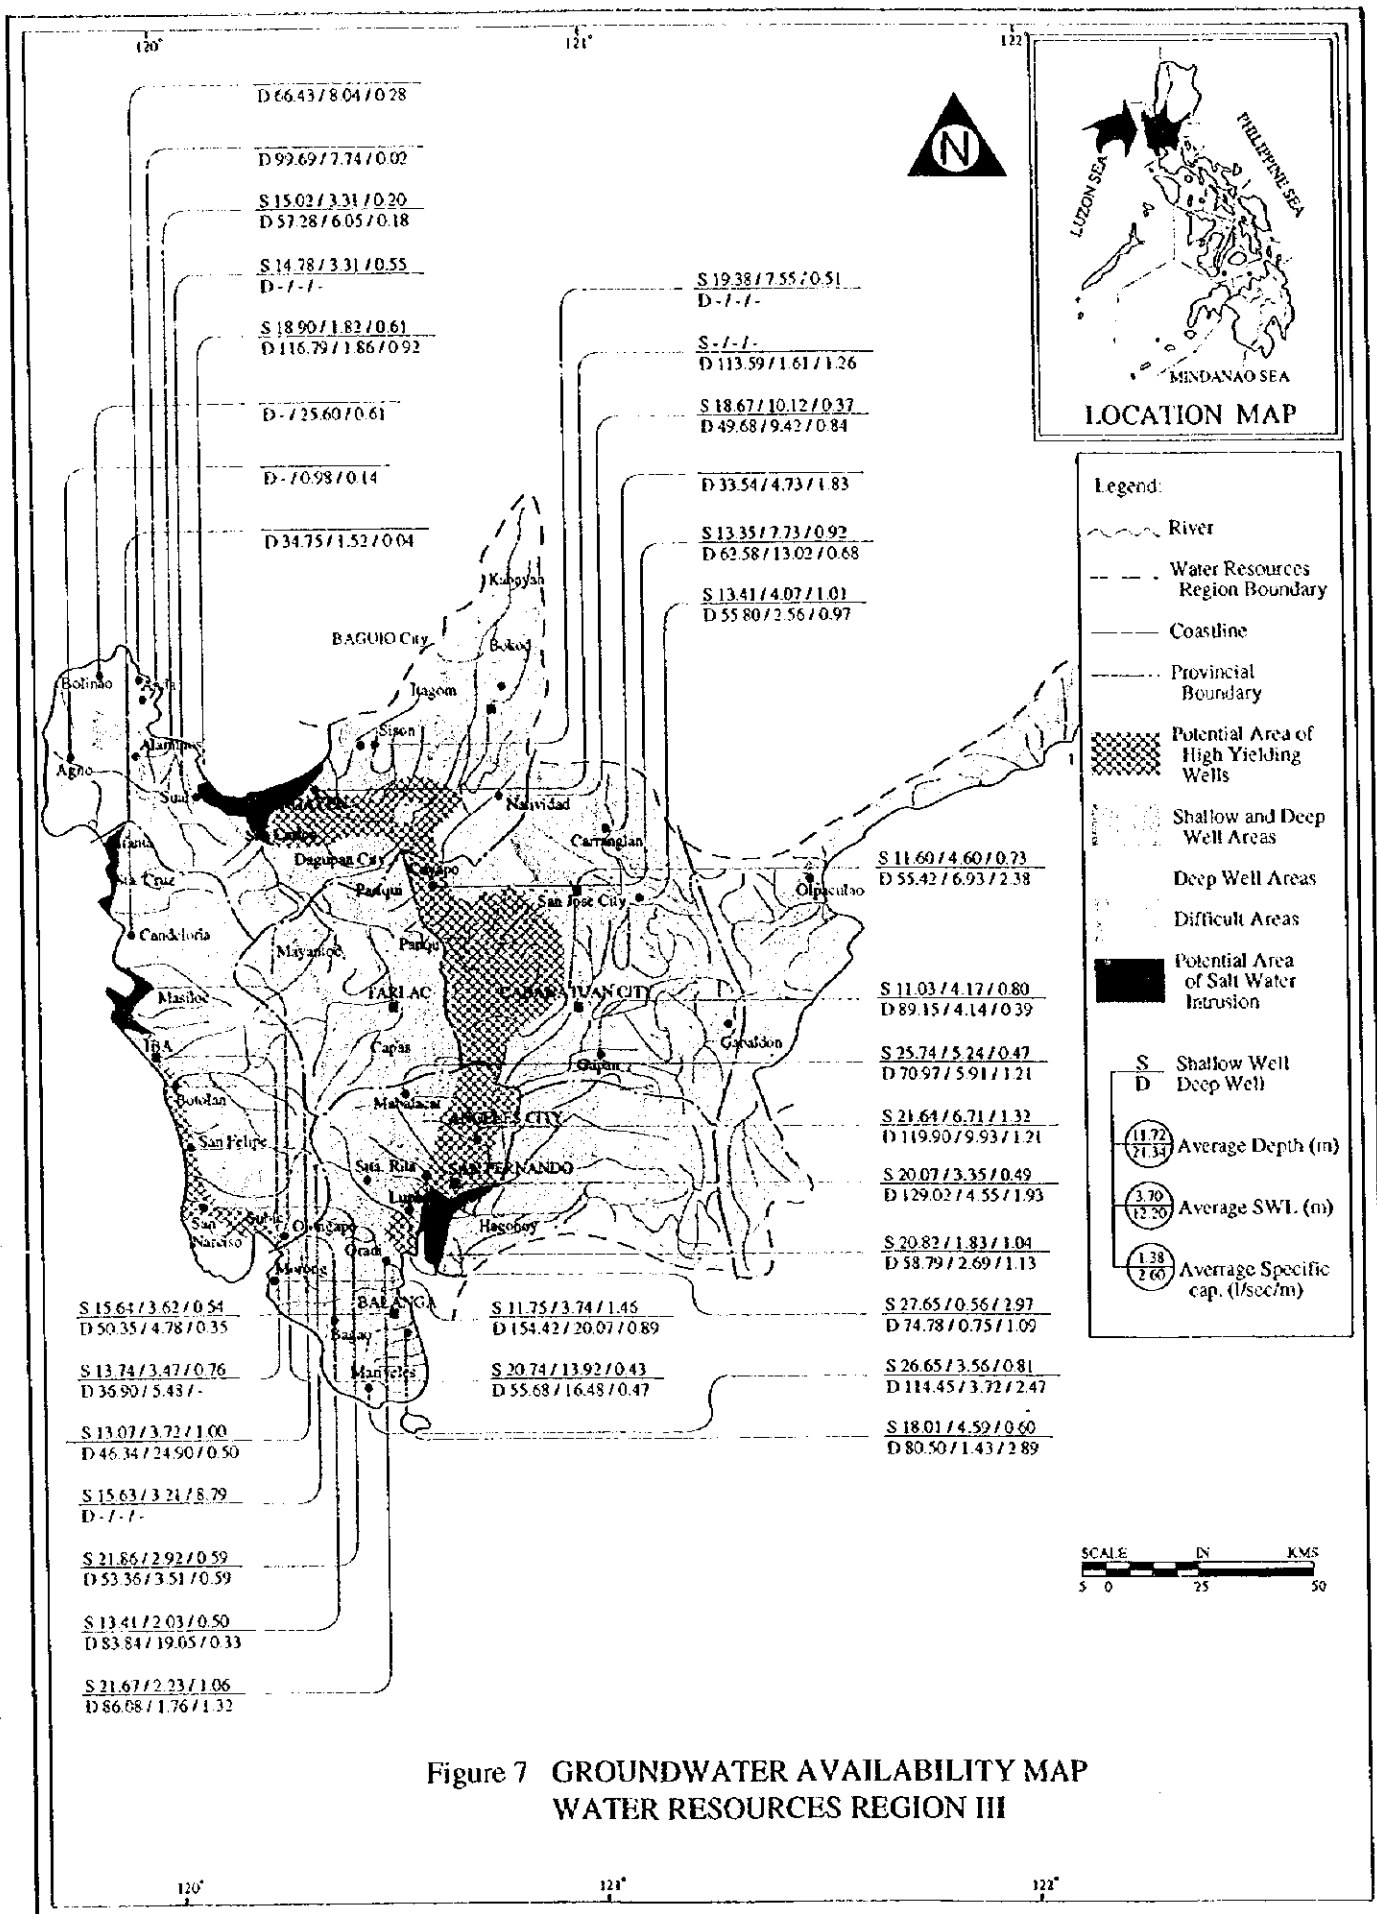 120°
121°
122°
D 66.43 / 8.04 / 0.28
D 99.69 / 7.74 / 0.02
S 15.02 / 3.31 / 0.20
D 57.28 / 6.05 / 0.18
S 14.78 / 3.31 / 0.55
D - / - / -
S 18.90 / 1.82 / 0.61
D 116.79 / 1.86 / 0.92
D - / 25.60 / 0.61
D - / 0.98 / 0.14
D 34.75 / 1.52 / 0.04
S 19.38 / 7.55 / 0.51
D - / - / -
S - / - / -
D 113.59 / 1.61 / 1.26
S 18.67 / 10.12 / 0.37
D 49.68 / 9.42 / 0.84
D 33.54 / 4.73 / 1.83
S 13.35 / 7.73 / 0.92
D 62.58 / 13.02 / 0.68
S 13.41 / 4.07 / 1.01
D 55.80 / 2.56 / 0.97
N
LUZON SEA
PHILIPPINE SEA
MINDANAO SEA
LOCATION MAP
Legend:
River
Water Resources
Region Boundary
Coastline
Provincial
Boundary
Potential Area of
High Yielding
Wells
Shallow and Deep
Well Areas
Deep Well Areas
Difficult Areas
Potential Area
of Salt Water
Intrusion
S Shallow Well
D Deep Well
11.72
21.34
Average Depth (m)
3.70
12.20
Average SWL (m)
1.38
2.60
Averrage Specific
cap. (l/sec/m)
Kabayan
BAGUIO City
Bokod
Itagom
Sison
Bolinao
Alaminos
Agno
Sual
Natividad
Carrangian
Dagupan City
Cuyapo
San Jose City
Olpaculao
Sta Cruz
Candeloria
Mayantoc
Masiloc
TARLAC
CABANATUAN CITY
Gabaldon
IBA
Capas
Gapan
Botolan
Mabalacat
ANGELES CITY
San Felipe
Sta. Rita
SAN FERNANDO
San
Narciso
Olongapo
Hagonoy
Orani
Morong
BALANGA
Bagao
Manveles
S 11.60 / 4.60 / 0.73
D 55.42 / 6.93 / 2.38
S 11.03 / 4.17 / 0.80
D 89.15 / 4.14 / 0.39
S 25.74 / 5.24 / 0.47
D 70.97 / 5.91 / 1.21
S 21.64 / 6.71 / 1.32
D 119.90 / 9.93 / 1.21
S 20.07 / 3.35 / 0.49
D 129.02 / 4.55 / 1.93
S 20.82 / 1.83 / 1.04
D 58.79 / 2.69 / 1.13
S 27.65 / 0.56 / 2.97
D 74.78 / 0.75 / 1.09
S 26.65 / 3.56 / 0.81
D 114.45 / 3.72 / 2.47
S 18.01 / 4.59 / 0.60
D 80.50 / 1.43 / 2.89
S 11.75 / 3.74 / 1.46
D 154.42 / 20.07 / 0.89
S 20.74 / 13.92 / 0.43
D 55.68 / 16.48 / 0.47
S 15.64 / 3.62 / 0.54
D 50.35 / 4.78 / 0.35
S 13.74 / 3.47 / 0.76
D 36.90 / 5.43 / -
S 13.07 / 3.72 / 1.00
D 46.34 / 24.90 / 0.50
S 15.63 / 3.21 / 8.79
D - / - / -
S 21.86 / 2.92 / 0.59
D 53.36 / 3.51 / 0.59
S 13.41 / 2.03 / 0.50
D 83.84 / 19.05 / 0.33
S 21.67 / 2.23 / 1.06
D 86.08 / 1.76 / 1.32
SCALE IN KMS
5 0 25 50
Figure 7 GROUNDWATER AVAILABILITY MAP
WATER RESOURCES REGION III
120°
121°
122°